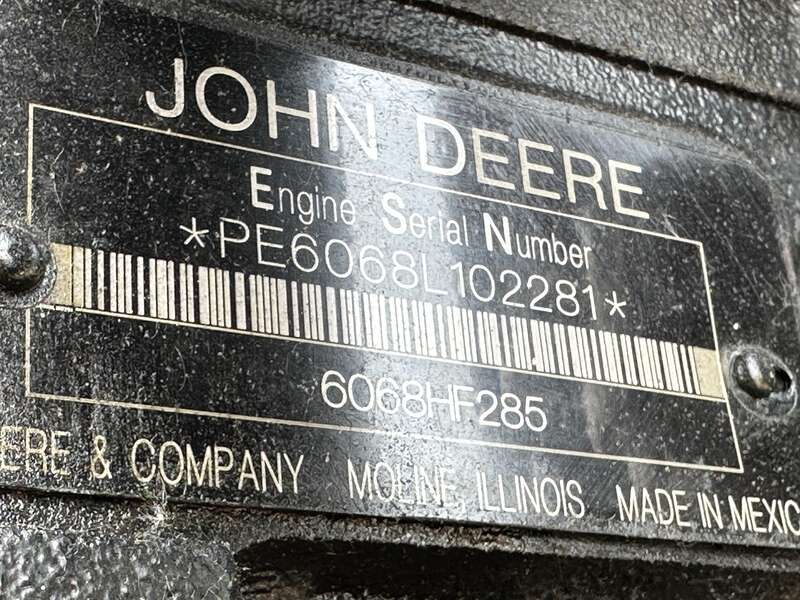 JOHN DEERE
Engine Serial Number
*PE6068L102281*
6068HF285
ERE & COMPANY MOLINE, ILLINOIS MADE IN MEXIC